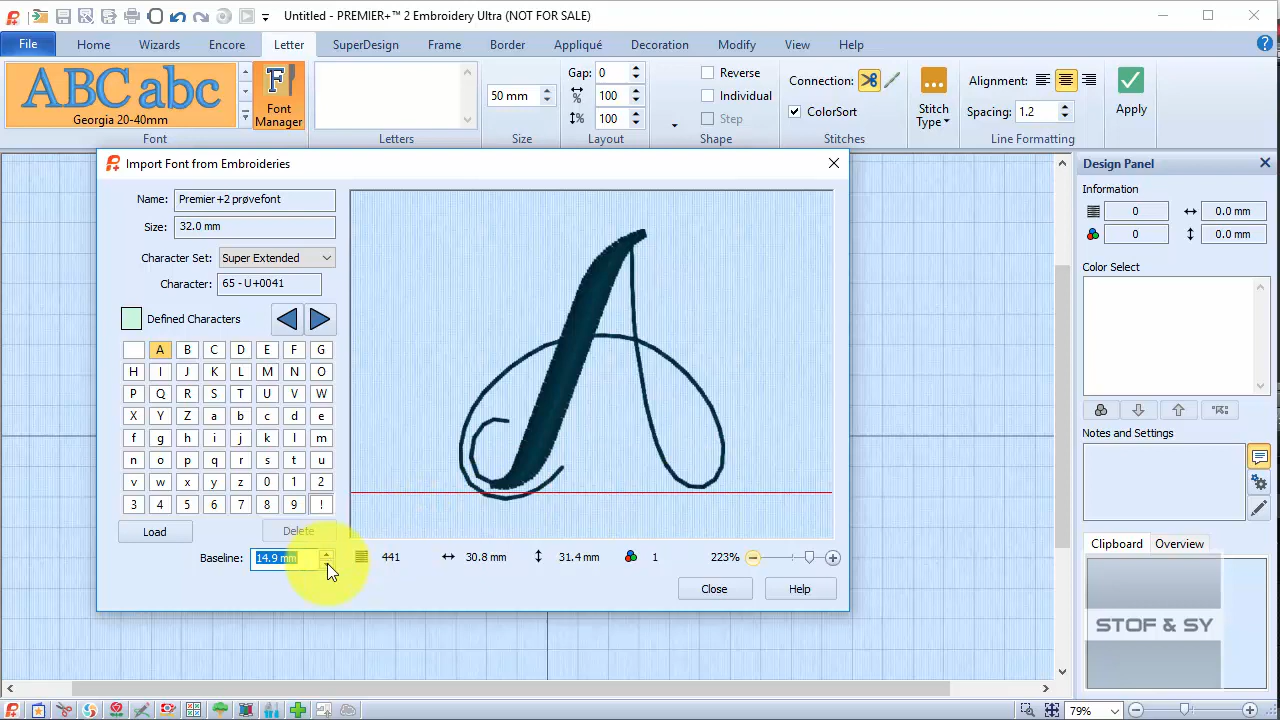 Untitled - PREMIER+™ 2 Embroidery Ultra (NOT FOR SALE)
File Home Wizards Encore Letter SuperDesign Frame Border Appliqué Decoration Modify View Help
ABC abc
Georgia 20-40mm
Font
Font Manager
Letters
50 mm
Size
Gap: 0
% 100
% 100
Layout
Reverse
Individual
Step
Shape
Connection:
ColorSort
Stitches
Stitch Type
Alignment:
Spacing: 1.2
Line Formatting
Apply
Import Font from Embroideries
Name: Premier+2 prøvefont
Size: 32.0 mm
Character Set: Super Extended
Character: 65 - U+0041
Defined Characters
A B C D E F G
H I J K L M N O
P Q R S T U V W
X Y Z a b c d e
f g h i j k l m
n o p q r s t u
v w x y z 0 1 2
3 4 5 6 7 8 9 !
Load Delete
Baseline: 14.9 mm 441 30.8 mm 31.4 mm 1 223%
Close Help
A
Design Panel
Information
0 0.0 mm
0 0.0 mm
Color Select
Notes and Settings
Clipboard Overview
STOF & SY
79%